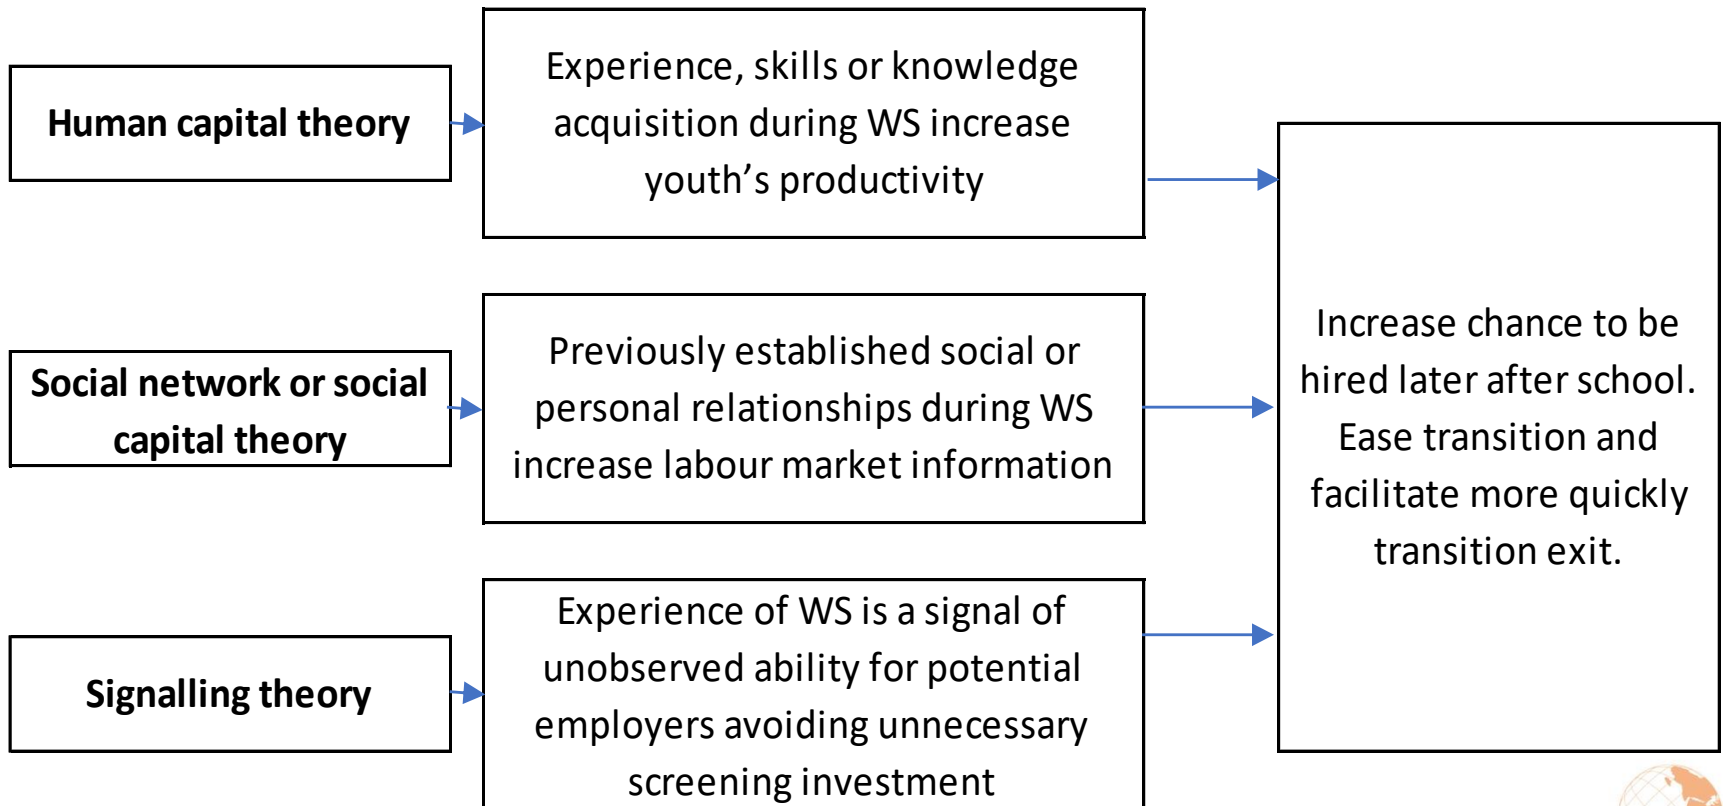 Human capital theory
Experience, skills or knowledge
acquisition during WS increase
youth’s productivity
Social network or social
capital theory
Previously established social or
personal relationships during WS
increase labour market information
Signalling theory
Experience of WS is a signal of
unobserved ability for potential
employers avoiding unnecessary
screening investment
Increase chance to be
hired later after school.
Ease transition and
facilitate more quickly
transition exit.